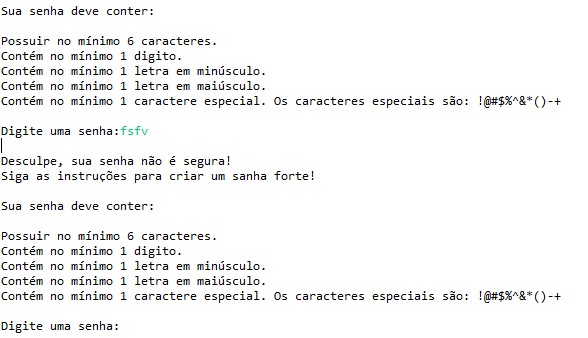 Sua senha deve conter:
Possuir no mínimo 6 caracteres.
Contém no mínimo 1 digito.
Contém no mínimo 1 letra em minúsculo.
Contém no mínimo 1 letra em maiúsculo.
Contém no mínimo 1 caractere especial. Os caracteres especiais são: !@#$%^&*()-+
Digite uma senha:fsfv
Desculpe, sua senha não é segura!
Siga as instruções para criar um sanha forte!
Sua senha deve conter:
Possuir no mínimo 6 caracteres.
Contém no mínimo 1 digito.
Contém no mínimo 1 letra em minúsculo.
Contém no mínimo 1 letra em maiúsculo.
Contém no mínimo 1 caractere especial. Os caracteres especiais são: !@#$%^&*()-+
Digite uma senha: